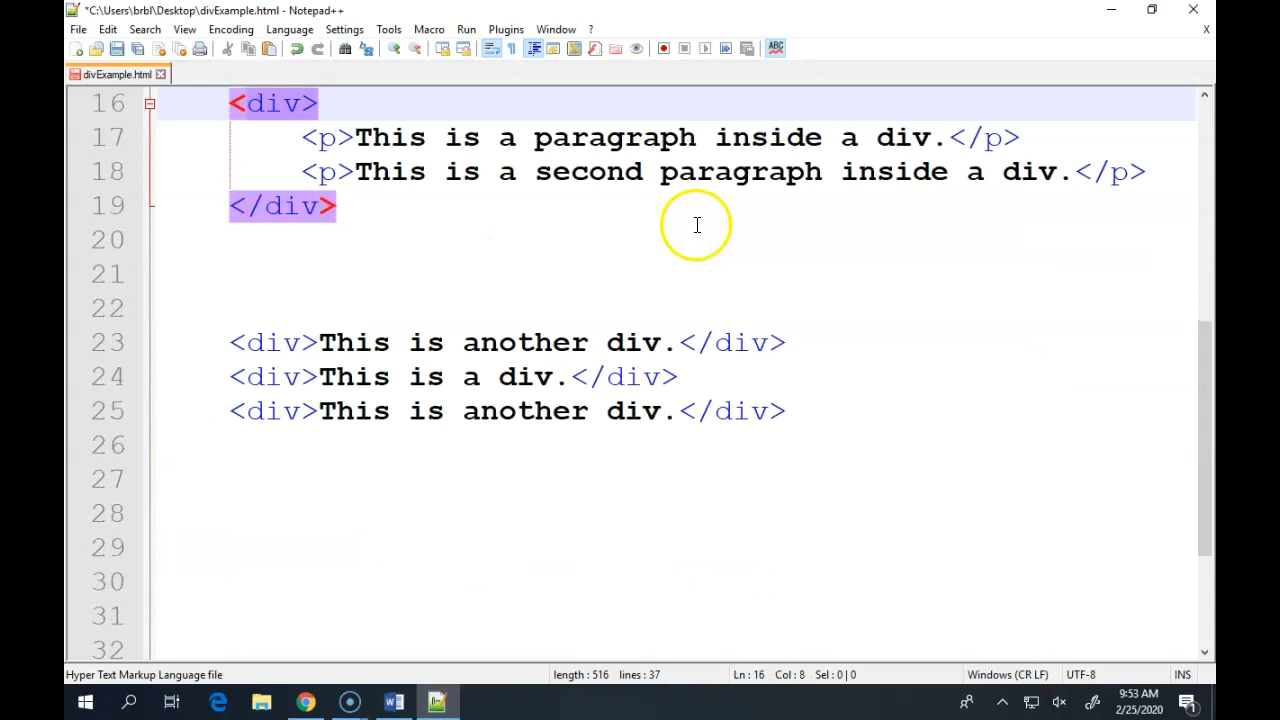 *C:\Users\brbl\Desktop\divExample.html - Notepad++
File Edit Search View Encoding Language Settings Tools Macro Run Plugins Window ? X
ABC
divExample.html
16 <div>
17 <p>This is a paragraph inside a div.</p>
18 <p>This is a second paragraph inside a div.</p>
19 </div>
20
21
22
23 <div>This is another div.</div>
24 <div>This is a div.</div>
25 <div>This is another div.</div>
26
27
28
29
30
31
32
Hyper Text Markup Language file length : 516 lines : 37 Ln : 16 Col : 8 Sel : 0 | 0 Windows (CR LF) UTF-8 INS
9:53 AM
2/25/2020